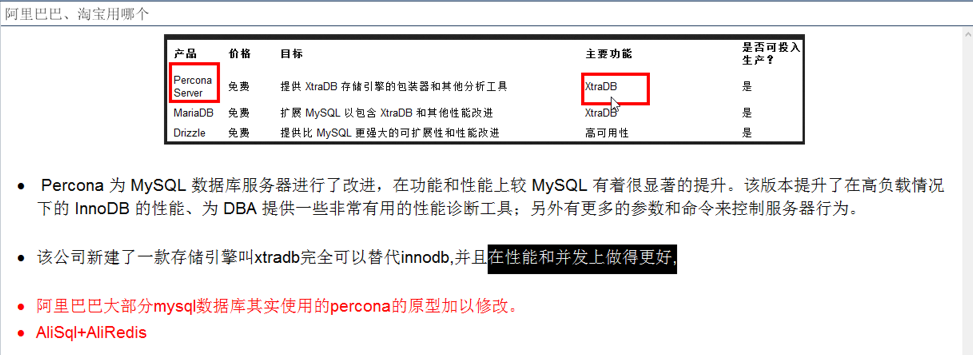 阿里巴巴、淘宝用哪个
产品 价格 目标 主要功能 是否可投入
生产？
Percona
Server 免费 提供 XtraDB 存储引擎的包装器和其他分析工具 XtraDB 是
MariaDB 免费 扩展 MySQL 以包含 XtraDB 和其他性能改进 XtraDB 是
Drizzle 免费 提供比 MySQL 更强大的可扩展性和性能改进 高可用性 是
● Percona 为 MySQL 数据库服务器进行了改进，在功能和性能上较 MySQL 有着很显著的提升。该版本提升了在高负载情况
下的 InnoDB 的性能、为 DBA 提供一些非常有用的性能诊断工具；另外有更多的参数和命令来控制服务器行为。
● 该公司新建了一款存储引擎叫xtradb完全可以替代innodb,并且在性能和并发上做得更好,
● 阿里巴巴大部分mysql数据库其实使用的percona的原型加以修改。
● AliSql+AliRedis